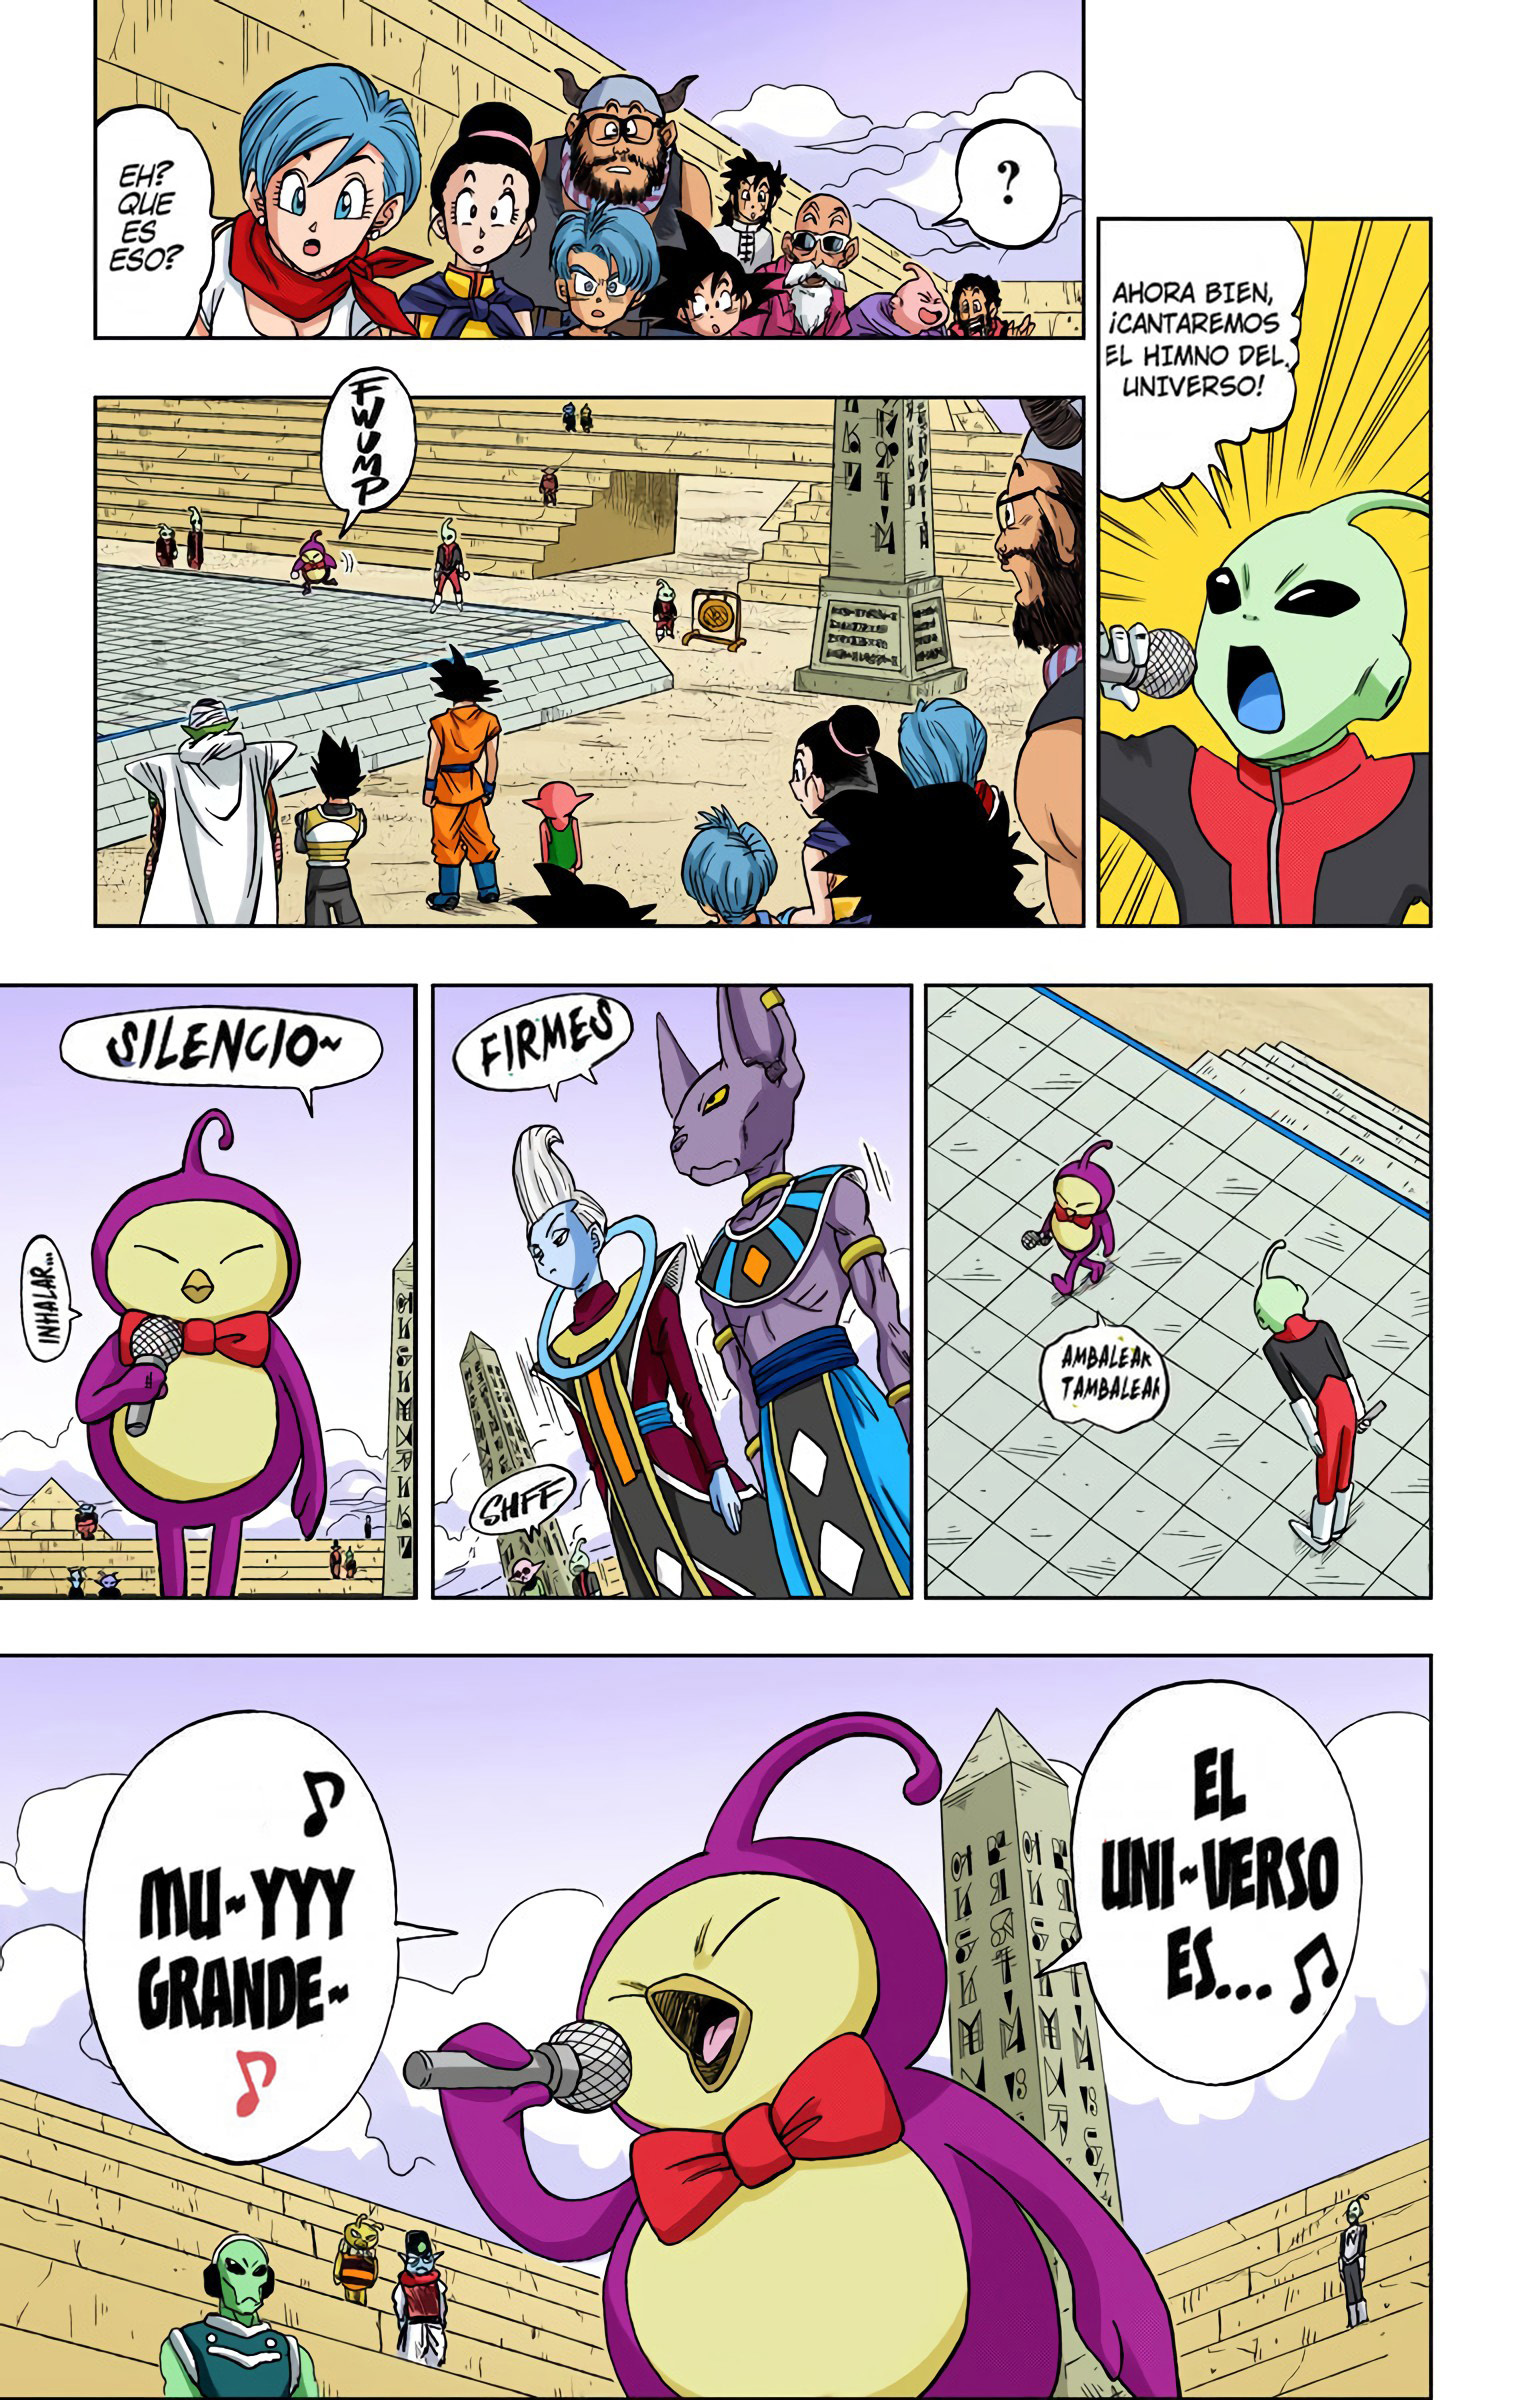 AHORA BIEN,
¡CANTAREMOS
EL HIMNO DEL
UNIVERSO!
?
EH?
QUE
ES
ESO?
FWUMP
AMBALEAR
TAMBALEAR
FIRMES
SHFF
SILENCIO~
INHALAR...
EL
UNI~VERSO
ES...
MU~YYY
GRANDE~